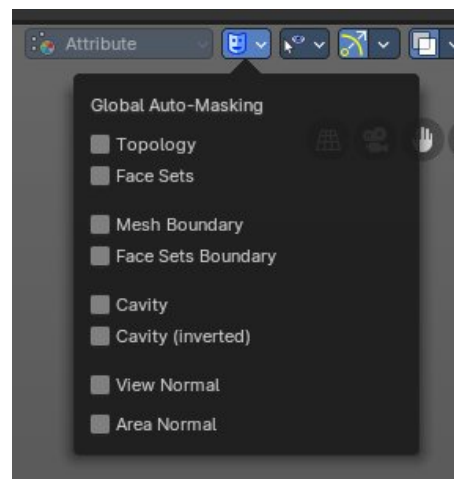 Attribute
Global Auto-Masking
Topology
Face Sets
Mesh Boundary
Face Sets Boundary
Cavity
Cavity (inverted)
View Normal
Area Normal